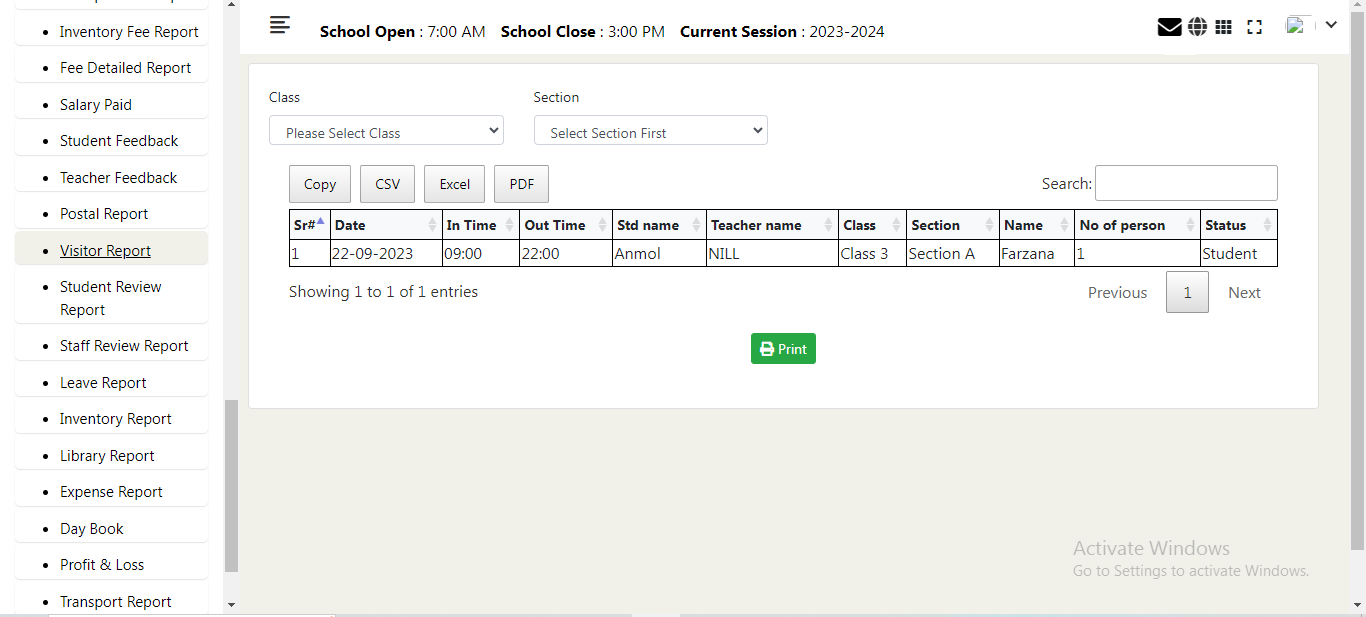 Inventory Fee Report
Fee Detailed Report
Salary Paid
Student Feedback
Teacher Feedback
Postal Report
Visitor Report
Student Review
Report
Staff Review Report
Leave Report
Inventory Report
Library Report
Expense Report
Day Book
Profit & Loss
Transport Report
School Open : 7:00 AM School Close : 3:00 PM Current Session : 2023-2024
Class Section
Please Select Class Select Section First
Copy CSV Excel PDF Search:
Sr# Date In Time Out Time Std name Teacher name Class Section Name No of person Status
1 22-09-2023 09:00 22:00 Anmol NILL Class 3 Section A Farzana 1 Student
Showing 1 to 1 of 1 entries Previous 1 Next
Print
Activate Windows
Go to Settings to activate Windows.